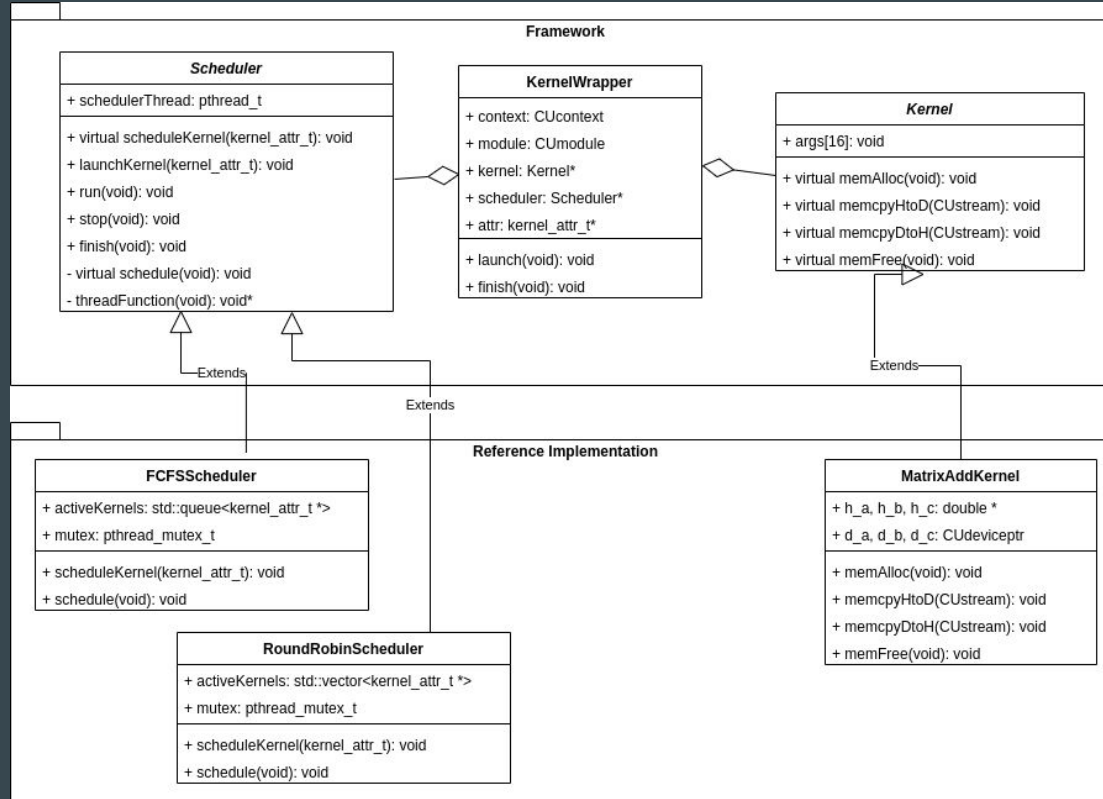 Framework
Scheduler
+ schedulerThread: pthread_t
+ virtual scheduleKernel(kernel_attr_t): void
+ launchKernel(kernel_attr_t): void
+ run(void): void
+ stop(void): void
+ finish(void): void
- virtual schedule(void): void
- threadFunction(void): void*
KernelWrapper
+ context: CUcontext
+ module: CUmodule
+ kernel: Kernel*
+ scheduler: Scheduler*
+ attr: kernel_attr_t*
+ launch(void): void
+ finish(void): void
Kernel
+ args[16]: void
+ virtual memAlloc(void): void
+ virtual memcpyHtoD(CUstream): void
+ virtual memcpyDtoH(CUstream): void
+ virtual memFree(void): void
Extends
Extends
Extends
Reference Implementation
FCFSScheduler
+ activeKernels: std::queue<kernel_attr_t *>
+ mutex: pthread_mutex_t
+ scheduleKernel(kernel_attr_t): void
+ schedule(void): void
RoundRobinScheduler
+ activeKernels: std::vector<kernel_attr_t *>
+ mutex: pthread_mutex_t
+ scheduleKernel(kernel_attr_t): void
+ schedule(void): void
MatrixAddKernel
+ h_a, h_b, h_c: double *
+ d_a, d_b, d_c: CUdeviceptr
+ memAlloc(void): void
+ memcpyHtoD(CUstream): void
+ memcpyDtoH(CUstream): void
+ memFree(void): void